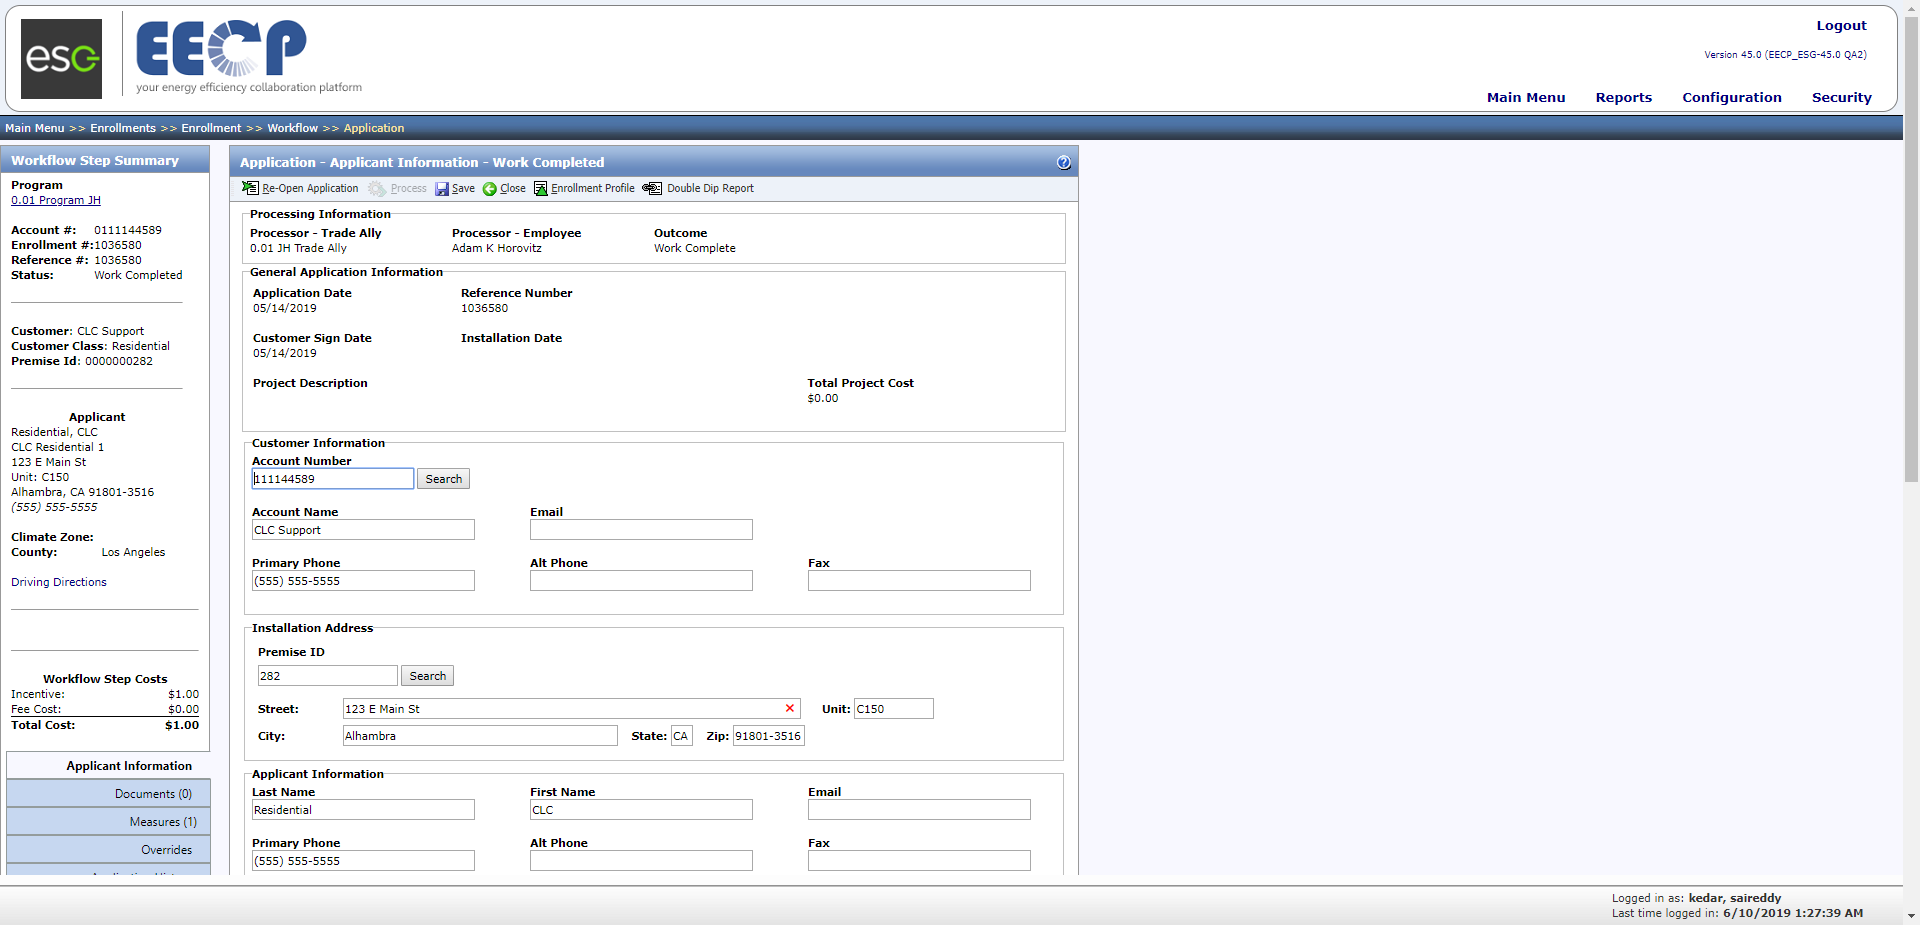 esg
EECP
your energy efficiency collaboration platform
Logout
Version 45.0 (EECP_ESG-45.0 QA2)
Main Menu Reports Configuration Security
Main Menu >> Enrollments >> Enrollment >> Workflow >> Application
Workflow Step Summary
Program
0.01 Program JH
Account #: 0111144589
Enrollment #:1036580
Reference #: 1036580
Status: Work Completed
Customer: CLC Support
Customer Class: Residential
Premise Id: 0000000282
Applicant
Residential, CLC
CLC Residential 1
123 E Main St
Unit: C150
Alhambra, CA 91801-3516
(555) 555-5555
Climate Zone:
County: Los Angeles
Driving Directions
Workflow Step Costs
Incentive: $1.00
Fee Cost: $0.00
Total Cost: $1.00
Applicant Information
Documents (0)
Measures (1)
Overrides
Application - Applicant Information - Work Completed
Re-Open Application Process Save Close Enrollment Profile Double Dip Report
Processing Information
Processor - Trade Ally Processor - Employee Outcome
0.01 JH Trade Ally Adam K Horovitz Work Complete
General Application Information
Application Date Reference Number
05/14/2019 1036580
Customer Sign Date Installation Date
05/14/2019
Project Description Total Project Cost
$0.00
Customer Information
Account Number
111144589 Search
Account Name Email
CLC Support
Primary Phone Alt Phone Fax
(555) 555-5555
Installation Address
Premise ID
282 Search
Street: 123 E Main St Unit: C150
City: Alhambra State: CA Zip: 91801-3516
Applicant Information
Last Name First Name Email
Residential CLC
Primary Phone Alt Phone Fax
(555) 555-5555
Logged in as: kedar, saireddy
Last time logged in: 6/10/2019 1:27:39 AM